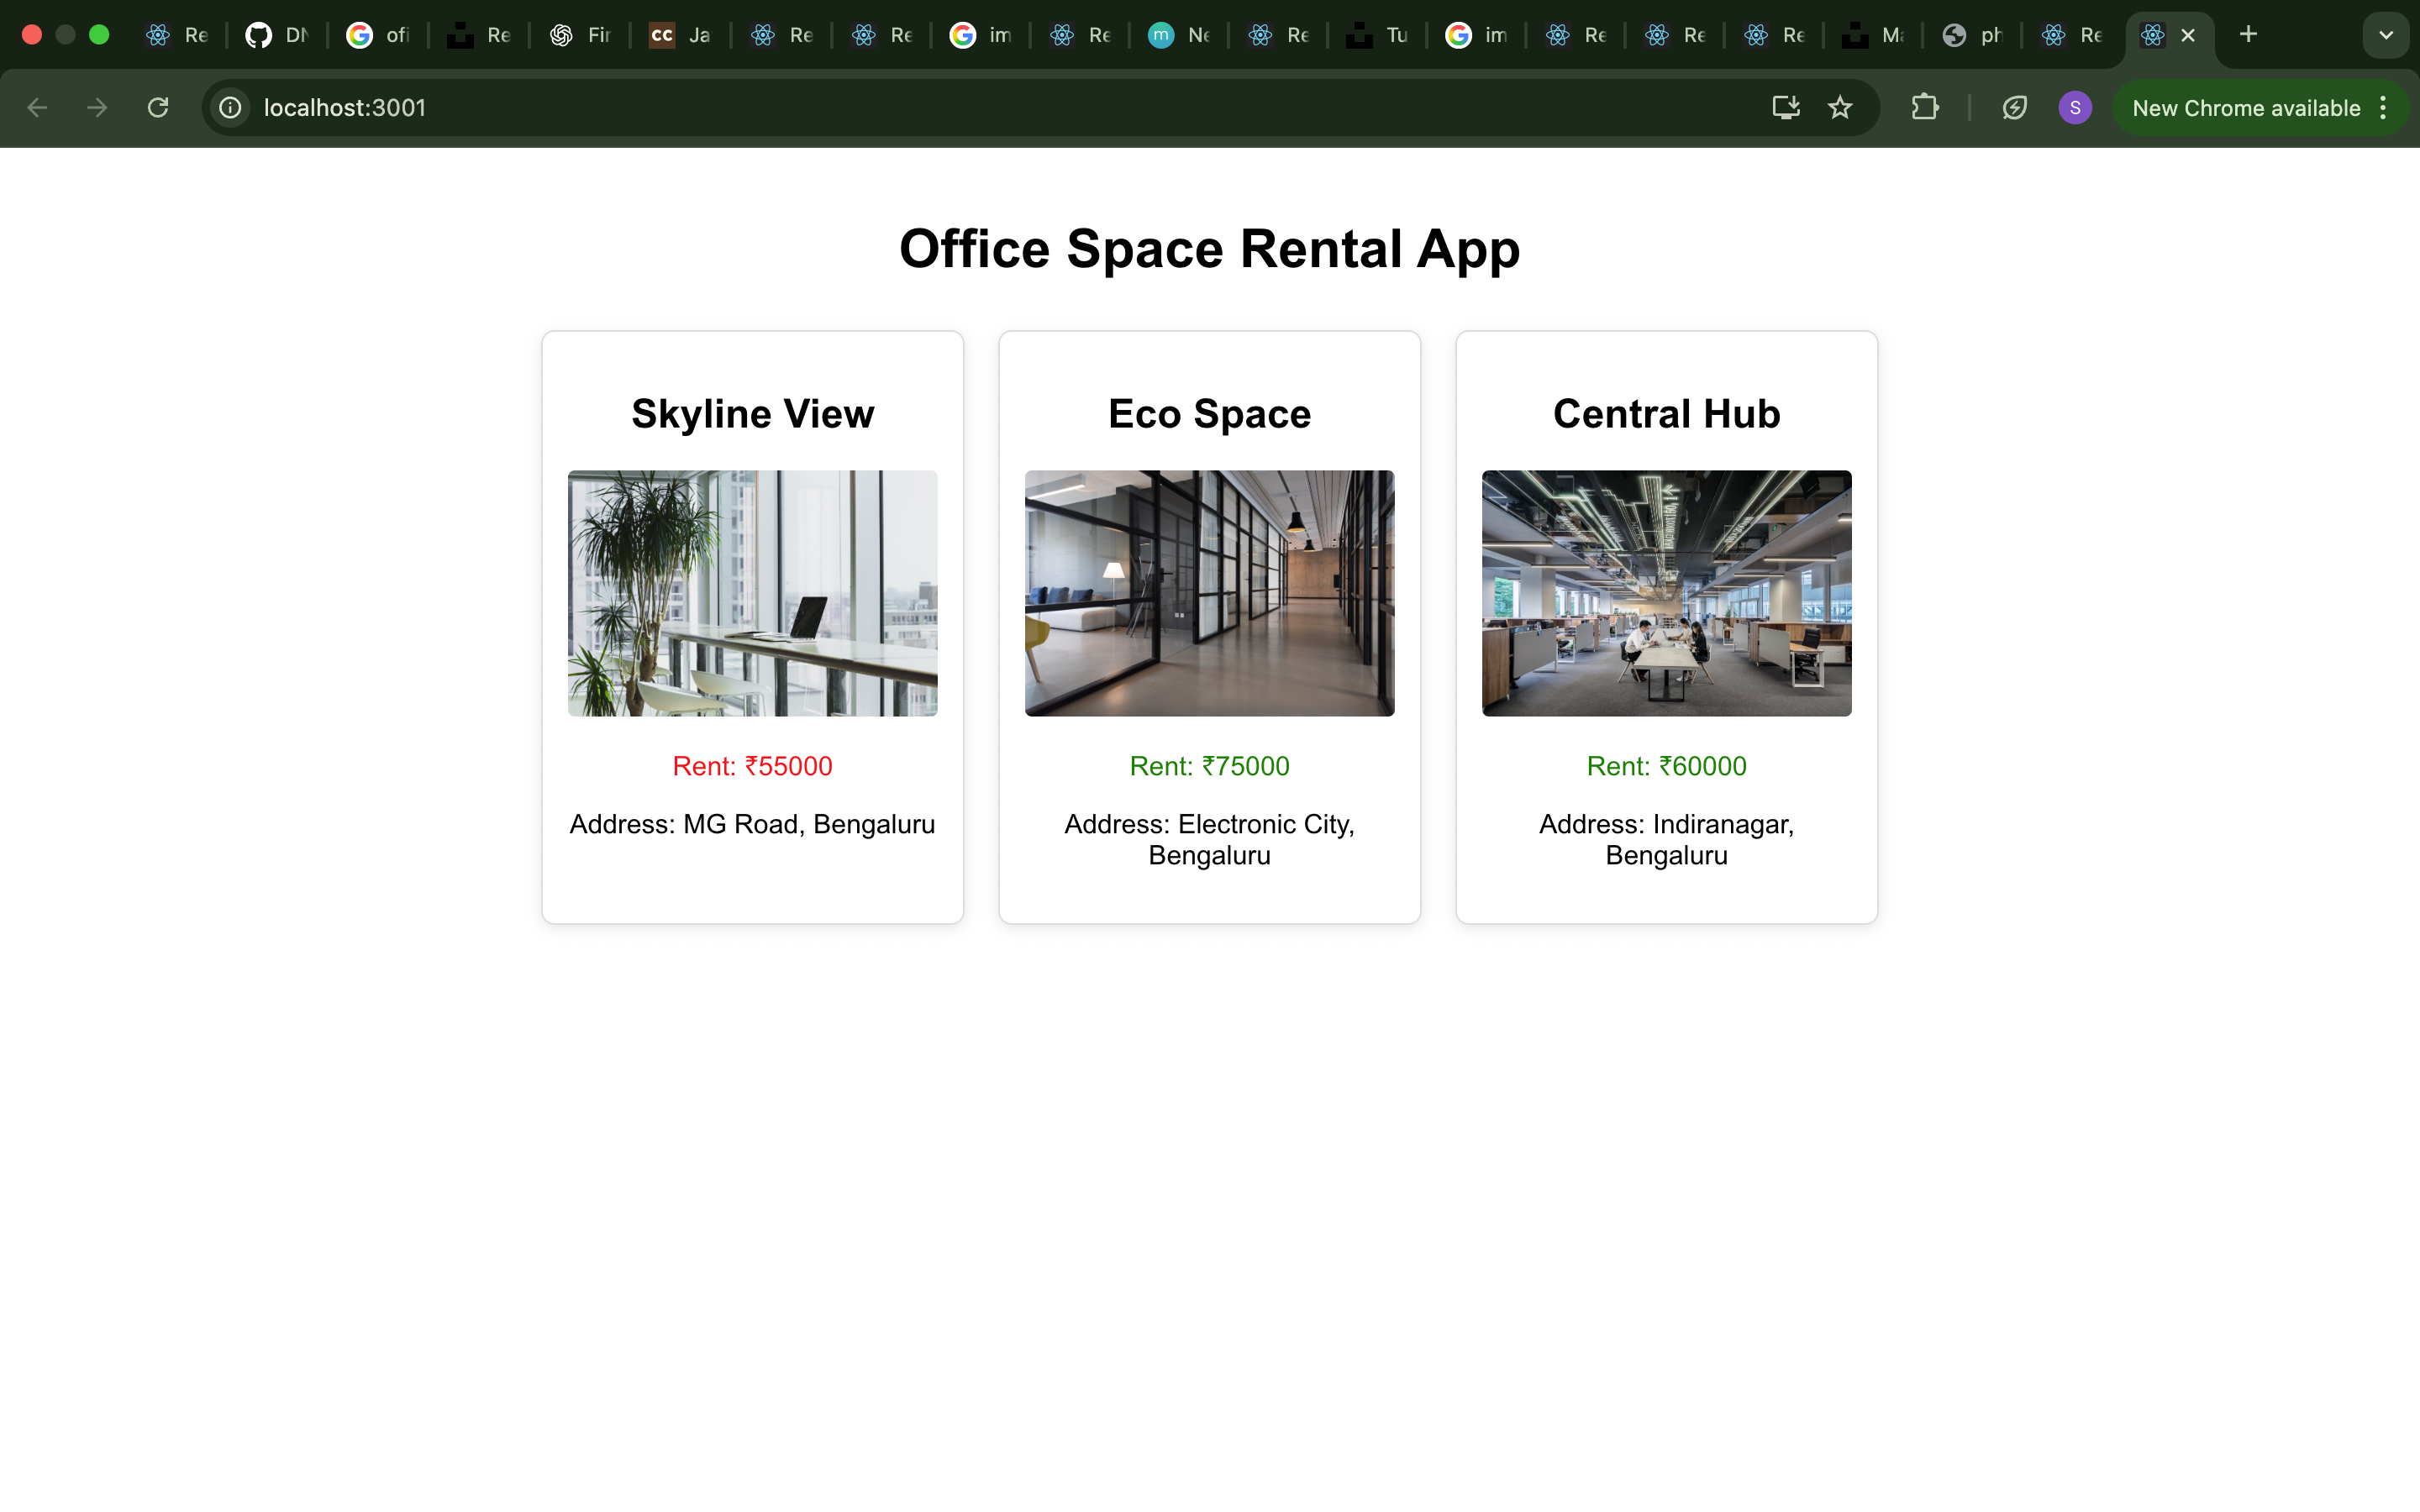 Re
DN
ofi
Re
Fir
CC Ja
Re
Re
im
Re
m Ne
Re
Tu
im
Re
Re
Re
Ma
ph
Re
localhost:3001
S
New Chrome available
Office Space Rental App
Skyline View
Eco Space
Central Hub
Rent: ₹55000
Rent: ₹75000
Rent: ₹60000
Address: MG Road, Bengaluru
Address: Electronic City,
Bengaluru
Address: Indiranagar,
Bengaluru